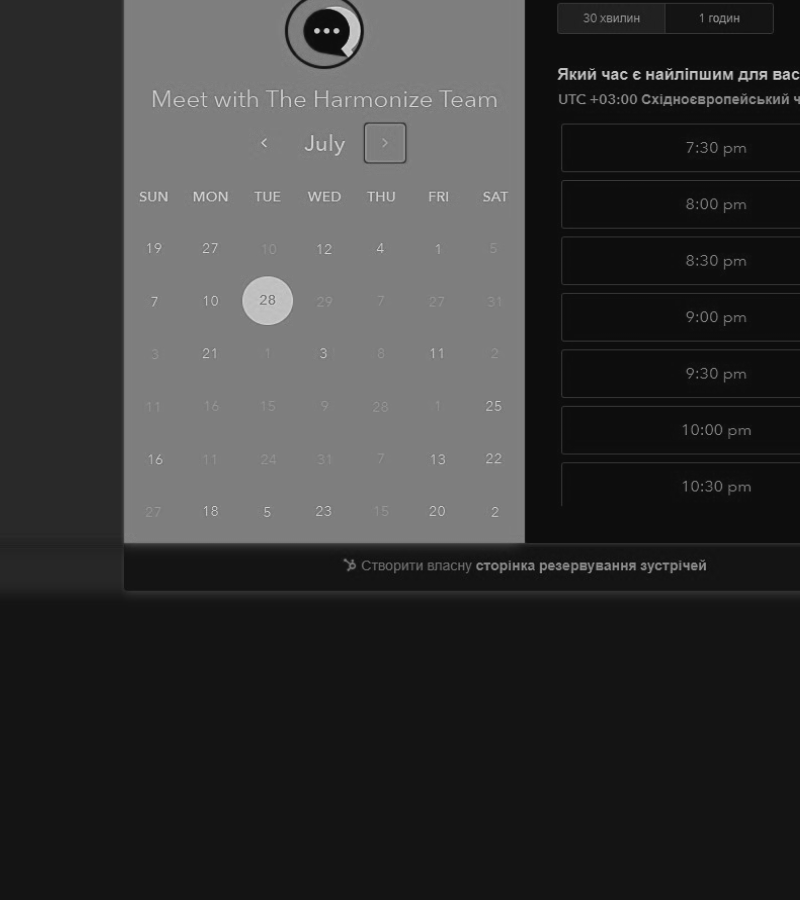 30 хвилин 1 годин
Який час є найліпшим для вас
UTC +03:00 Східноєвропейський ч
Meet with The Harmonize Team
July
SUN MON TUE WED THU FRI SAT
19 27 10 12 4 1 5
7 10 28 29 7 27 31
3 21 1 3 8 11 2
11 16 15 9 28 1 25
16 11 24 31 7 13 22
27 18 5 23 15 20 2
7:30 pm
8:00 pm
8:30 pm
9:00 pm
9:30 pm
10:00 pm
10:30 pm
Створити власну сторінка резервування зустрічей